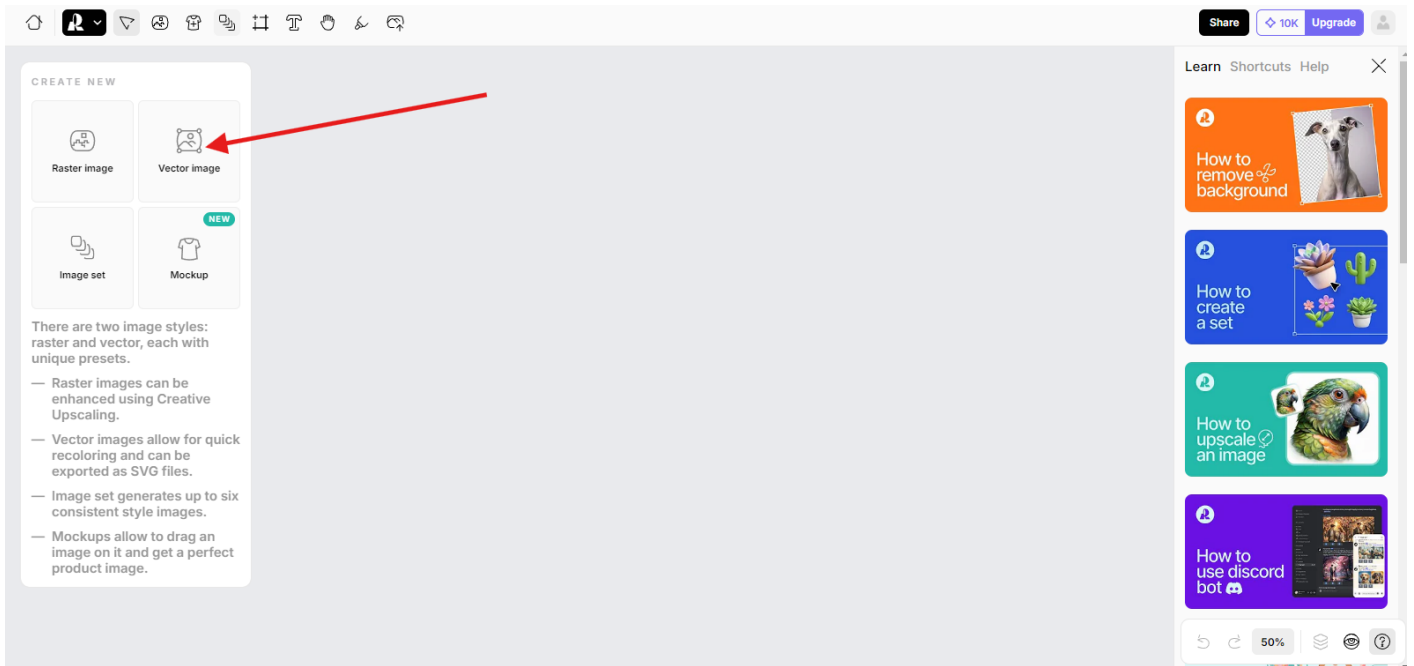 Share
10K
Upgrade
CREATE NEW
Raster image
Vector image
NEW
Image set
Mockup
There are two image styles:
raster and vector, each with
unique presets.
— Raster images can be
enhanced using Creative
Upscaling.
— Vector images allow for quick
recoloring and can be
exported as SVG files.
— Image set generates up to six
consistent style images.
— Mockups allow to drag an
image on it and get a perfect
product image.
Learn Shortcuts Help
How to
remove
background
How to
create
a set
How to
upscale
an image
How to
use discord
bot
50%